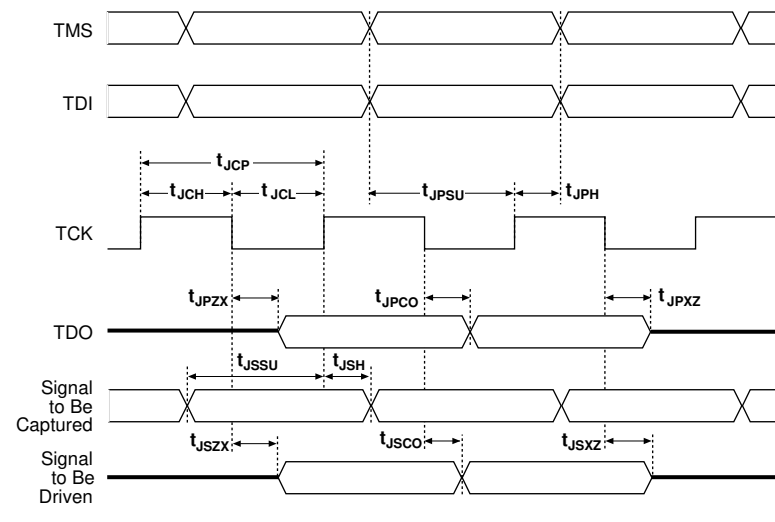 TMS
TDI
tJCP
tJCH
tJCL
tJPSU
tJPH
TCK
tJPZX
tJPCO
tJPXZ
TDO
tJSSU
tJSH
Signal
to Be
Captured
tJSZX
tJSCO
tJSXZ
Signal
to Be
Driven